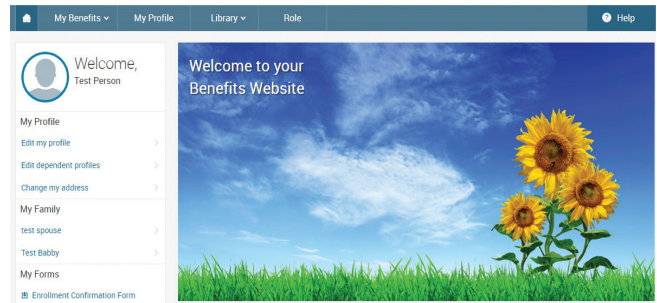 My Benefits
My Profile
Library
Role
Help
Welcome,
Test Person
My Profile
Edit my profile
Edit dependent profiles
Change my address
My Family
test spouse
Test Babby
My Forms
Enrollment Confirmation Form
Welcome to your
Benefits Website